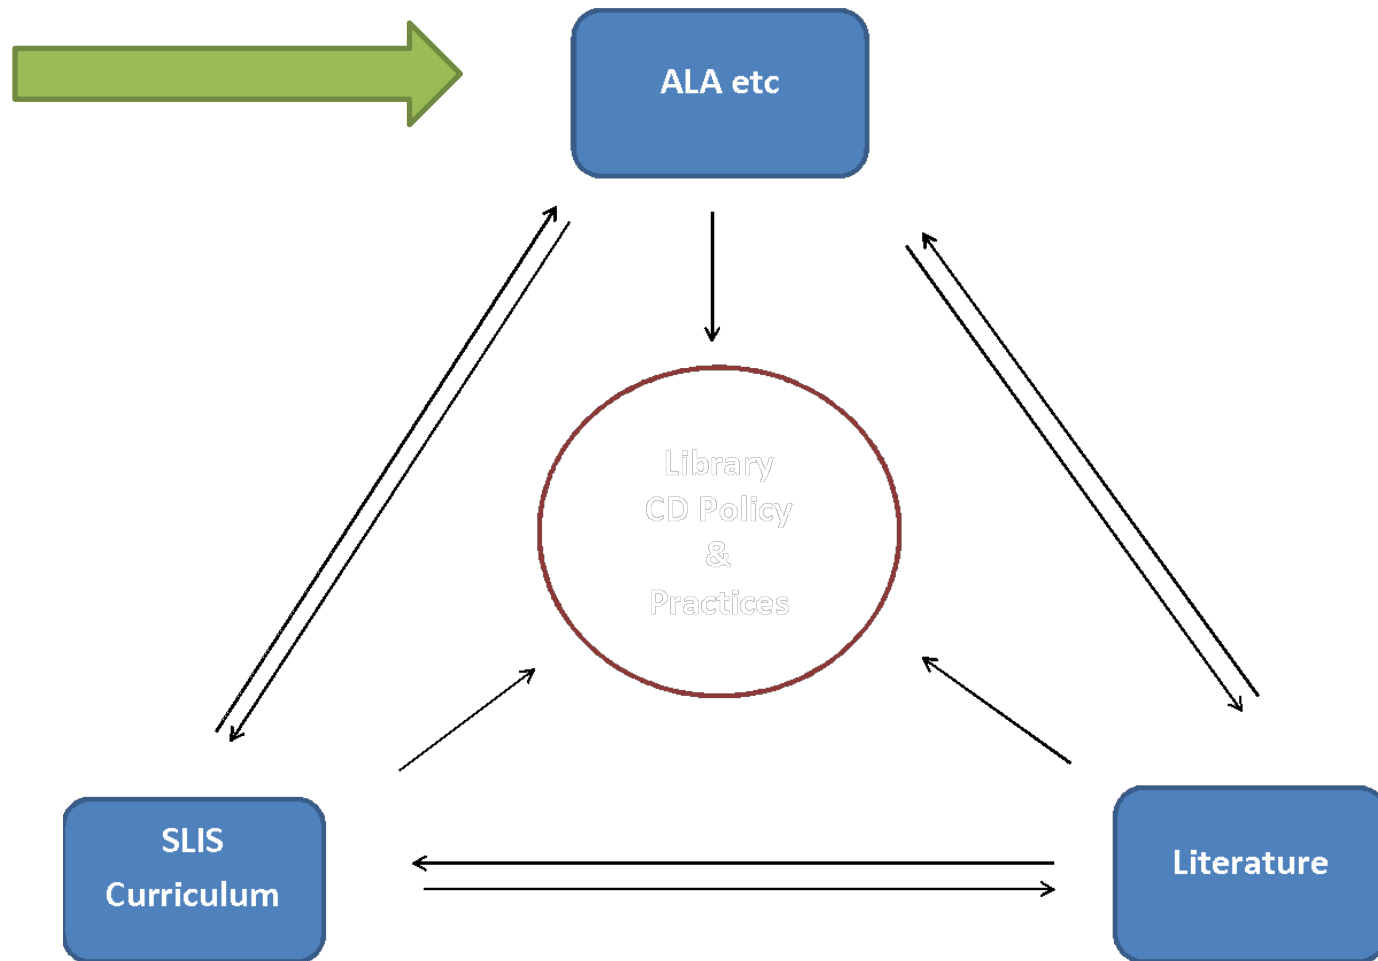 ALA etc
Library
CD Policy
&
Practices
SLIS
Curriculum
Literature